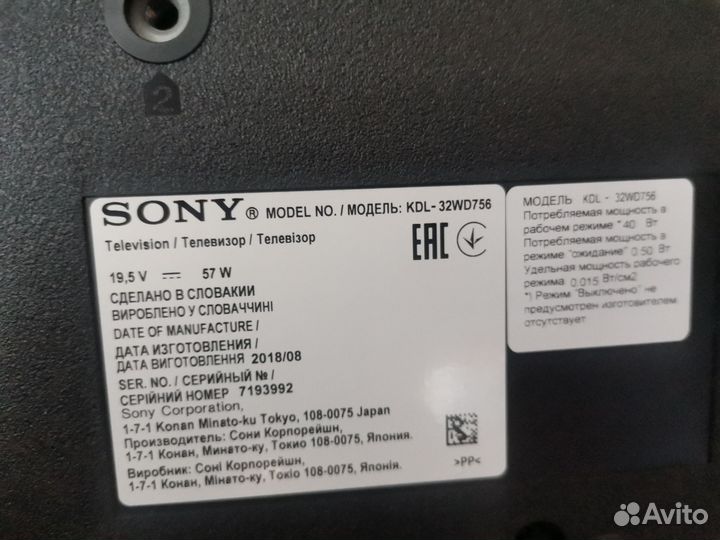 2
SONY® MODEL NO. / МОДЕЛЬ: KDL-32WD756
Television / Телевизор / Телевізор
EAC
19,5 V ⎓ 57 W
СДЕЛАНО В СЛОВАКИИ
ВИРОБЛЕНО У СЛОВАЧЧИНІ
DATE OF MANUFACTURE /
ДАТА ИЗГОТОВЛЕНИЯ /
ДАТА ВИГОТОВЛЕННЯ 2018/08
SER. NO. / СЕРИЙНЫЙ № /
СЕРІЙНИЙ НОМЕР 7193992
Sony Corporation,
1-7-1 Konan Minato-ku Tokyo, 108-0075 Japan
Производитель: Сони Корпорейшн,
1-7-1 Конан, Минато-ку, Токио 108-0075, Япония.
Виробник: Соні Корпорейшн,
1-7-1 Конан, Мінато-ку, Токіо 108-0075, Японія.
>PP<
МОДЕЛЬ KDL - 32WD756
Потребляемая мощность в
рабочем режиме *40 Вт
Потребляемая мощность в
режиме "ожидание" 0.50 Вт
Удельная мощность рабочего
режима 0.015 Вт/см2
*) Режим "Выключено" не
предусмотрен изготовителем
отсутствует
Avito